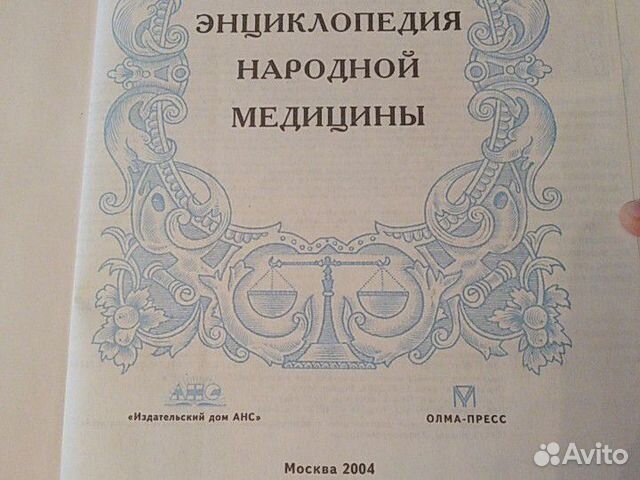 ЭНЦИКЛОПЕДИЯ
НАРОДНОЙ
МЕДИЦИНЫ
АНС
«Издательский дом АНС»
ОЛМА-ПРЕСС
Москва 2004
Avito